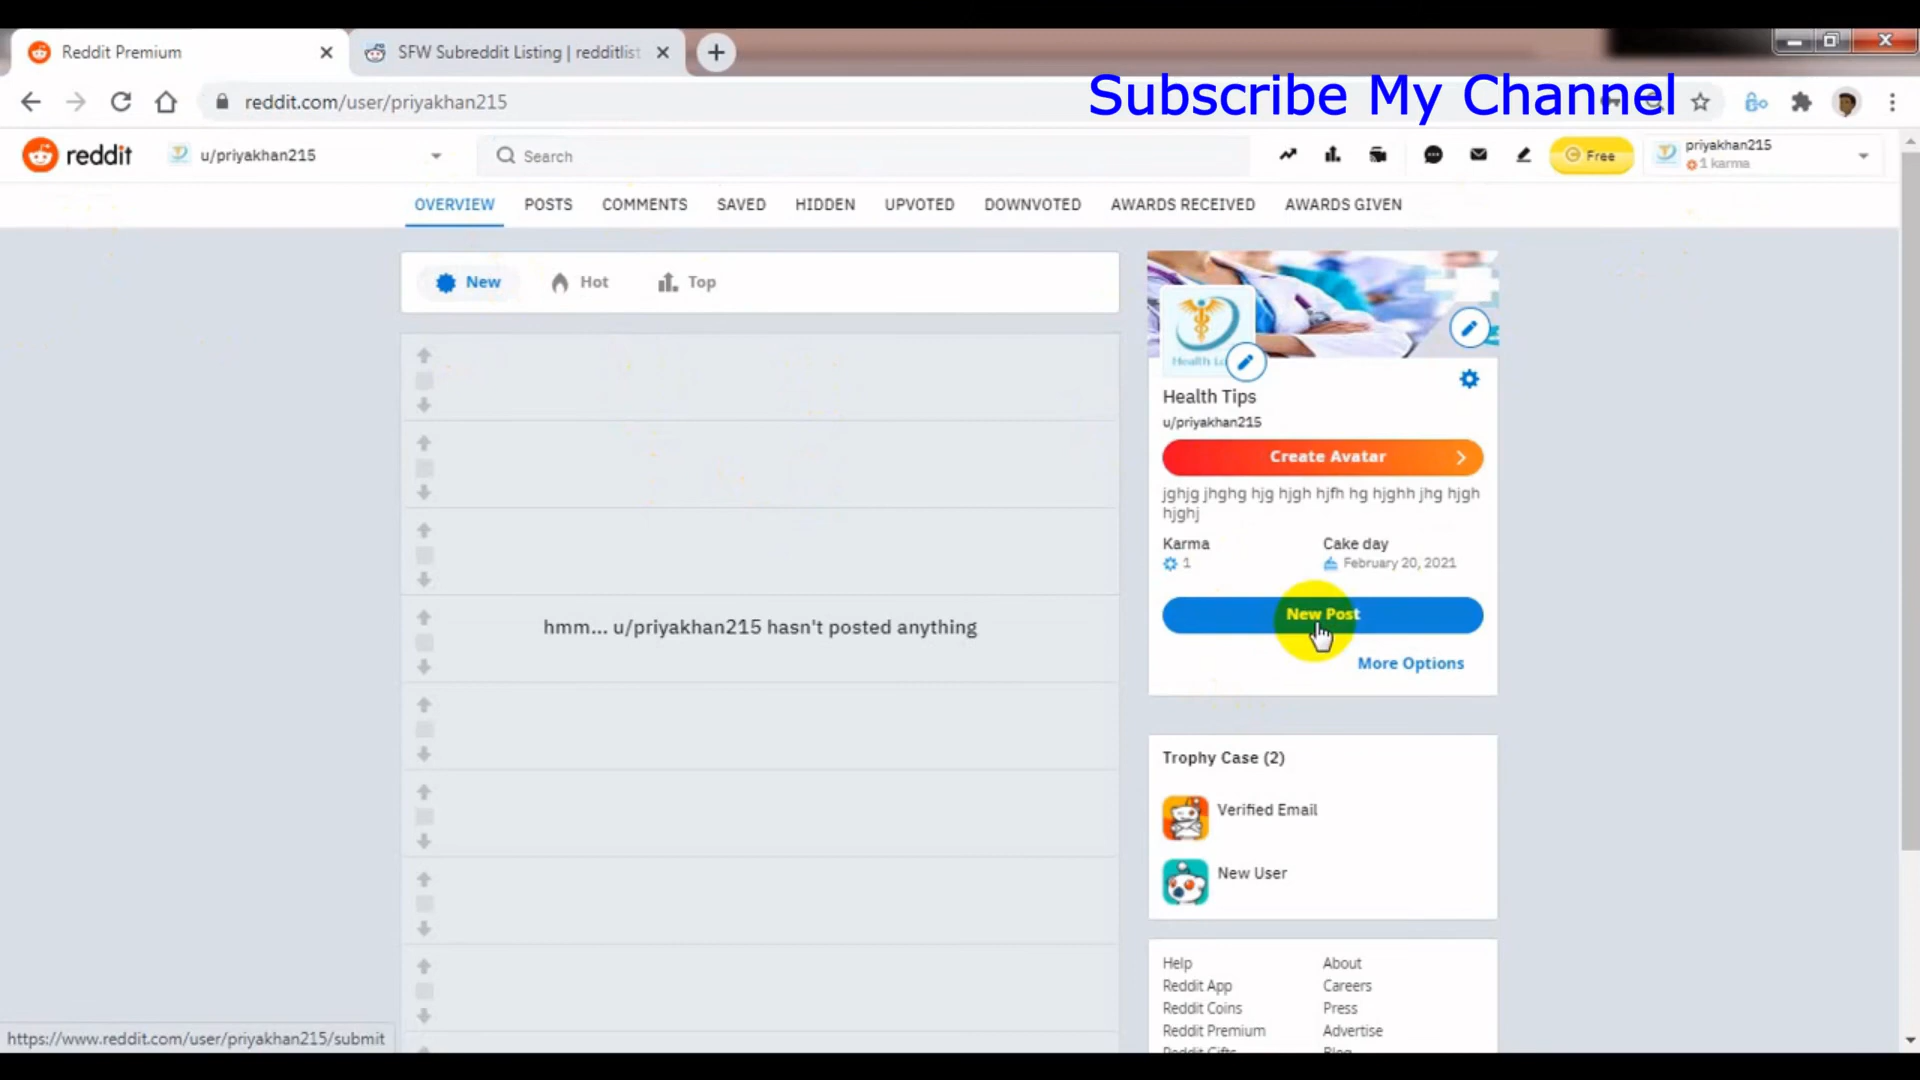 Reddit Premium
SFW Subreddit Listing | redditlist
Subscribe My Channel
reddit.com/user/priyakhan215
reddit
u/priyakhan215
Search
Free
priyakhan215
1 karma
OVERVIEW POSTS COMMENTS SAVED HIDDEN UPVOTED DOWNVOTED AWARDS RECEIVED AWARDS GIVEN
New Hot Top
Health Tips
u/priyakhan215
Create Avatar
jghjg jhghg hjg hjgh hjfh hg hjghh jhg hjgh
hjghj
Karma Cake day
1 February 20, 2021
New Post
hmm... u/priyakhan215 hasn't posted anything
More Options
Trophy Case (2)
Verified Email
New User
Help About
Reddit App Careers
Reddit Coins Press
Reddit Premium Advertise
https://www.reddit.com/user/priyakhan215/submit